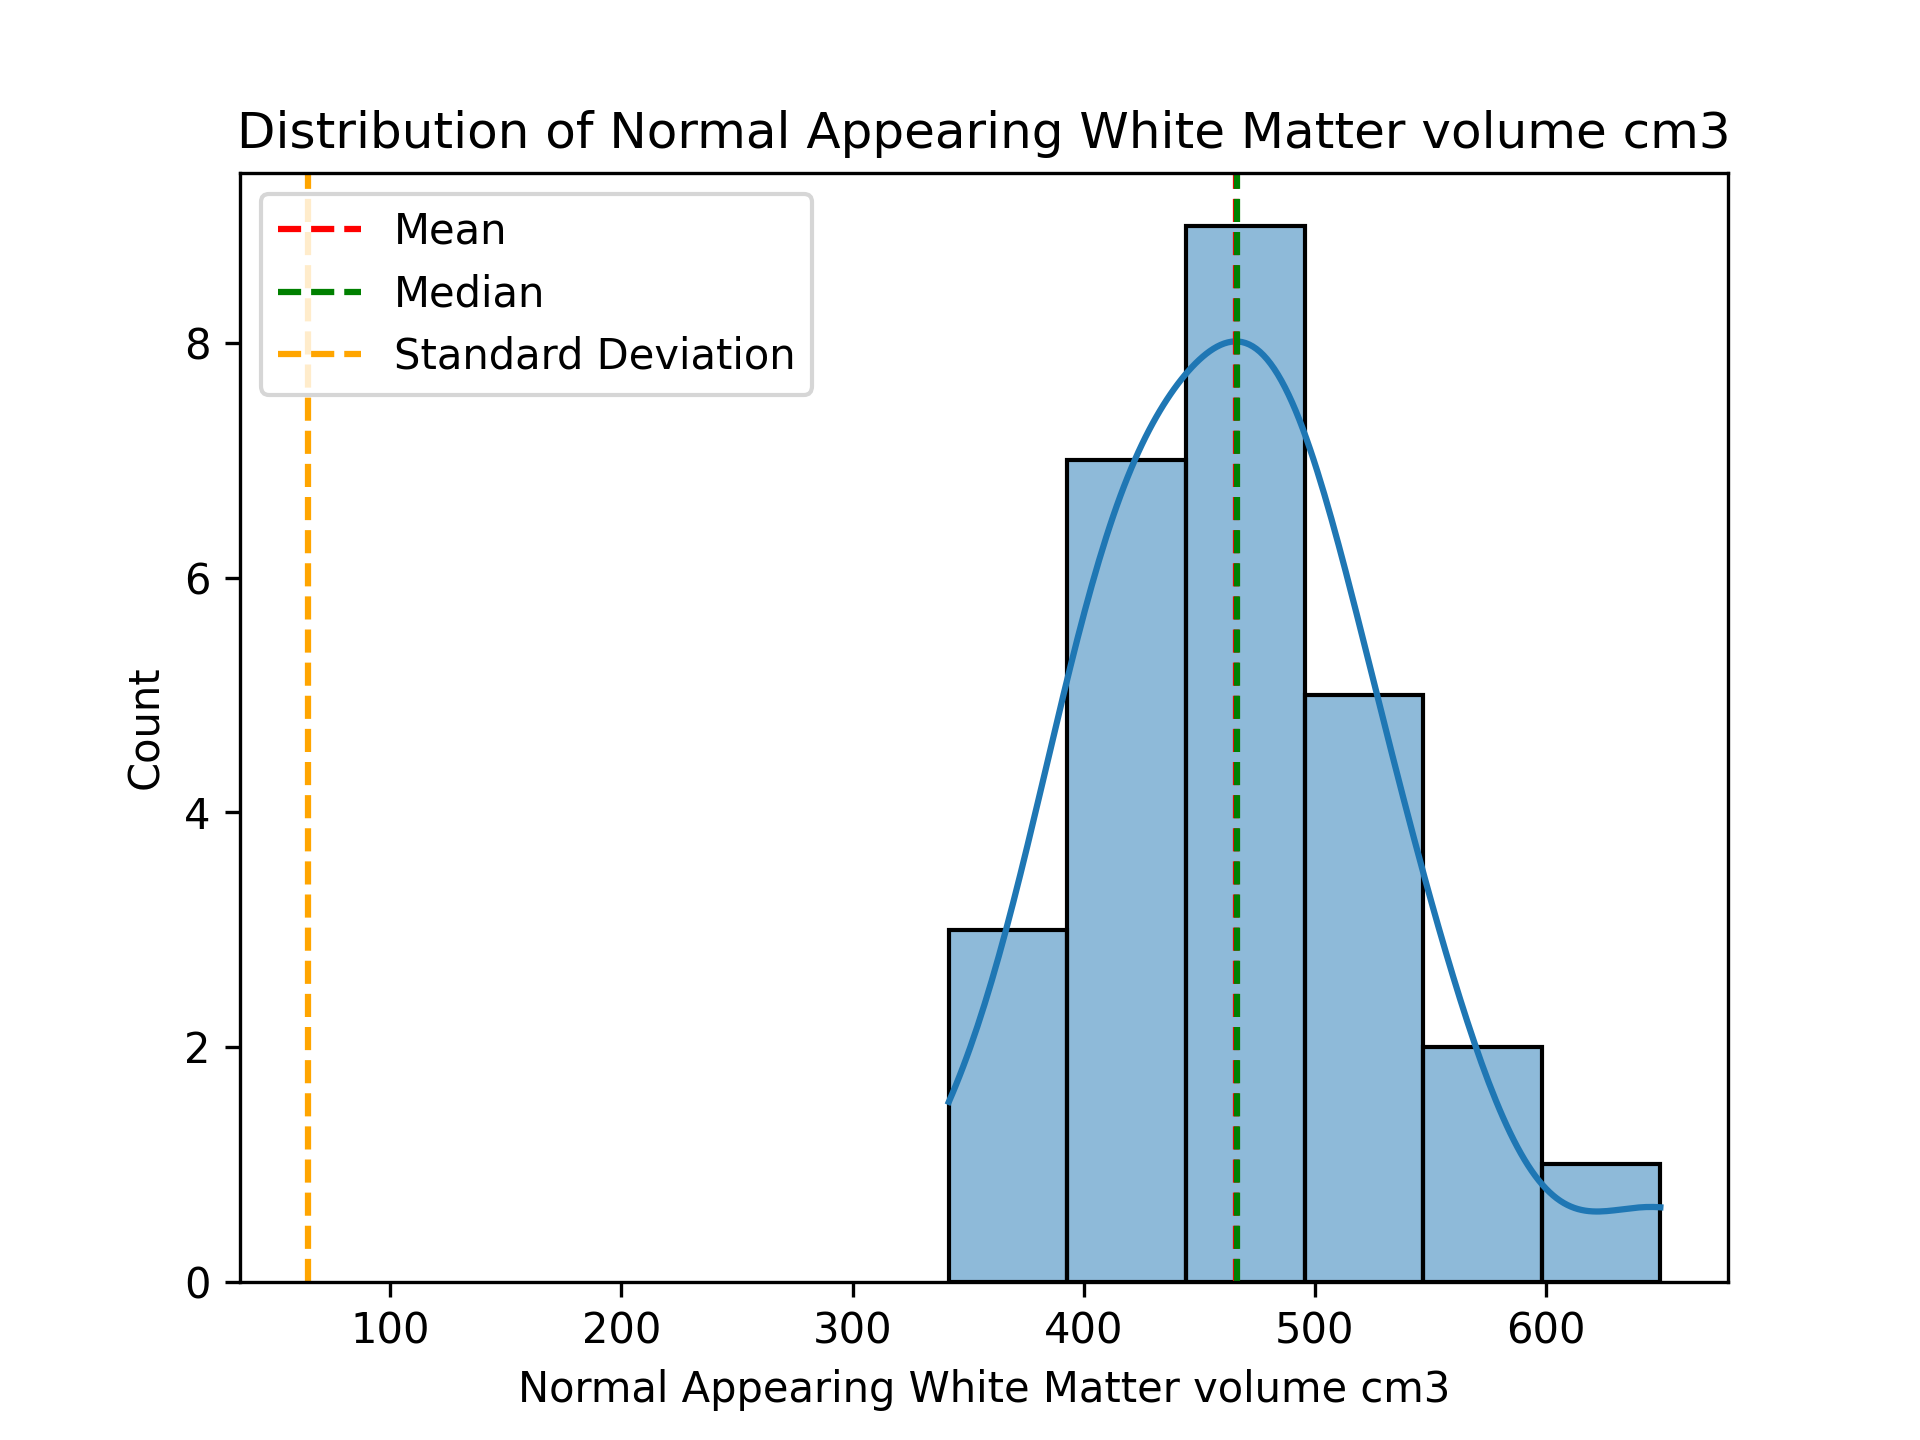 Distribution of Normal Appearing White Matter volume cm3
Mean
Median
Standard Deviation
8
6
4
2
0
Count
100 200 300 400 500 600
Normal Appearing White Matter volume cm3